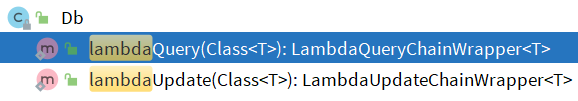 Db
lambdaQuery(Class<T>): LambdaQueryChainWrapper<T>
lambdaUpdate(Class<T>): LambdaUpdateChainWrapper<T>